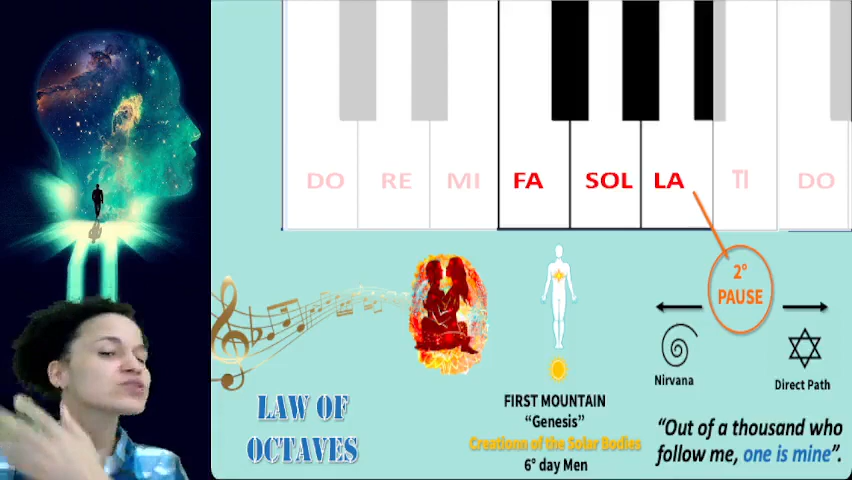 DO RE MI FA SOL LA TI DO
2°
PAUSE
Nirvana
Direct Path
LAW OF
OCTAVES
FIRST MOUNTAIN
“Genesis”
Creationn of the Solar Bodies
6° day Men
“Out of a thousand who
follow me, one is mine”.